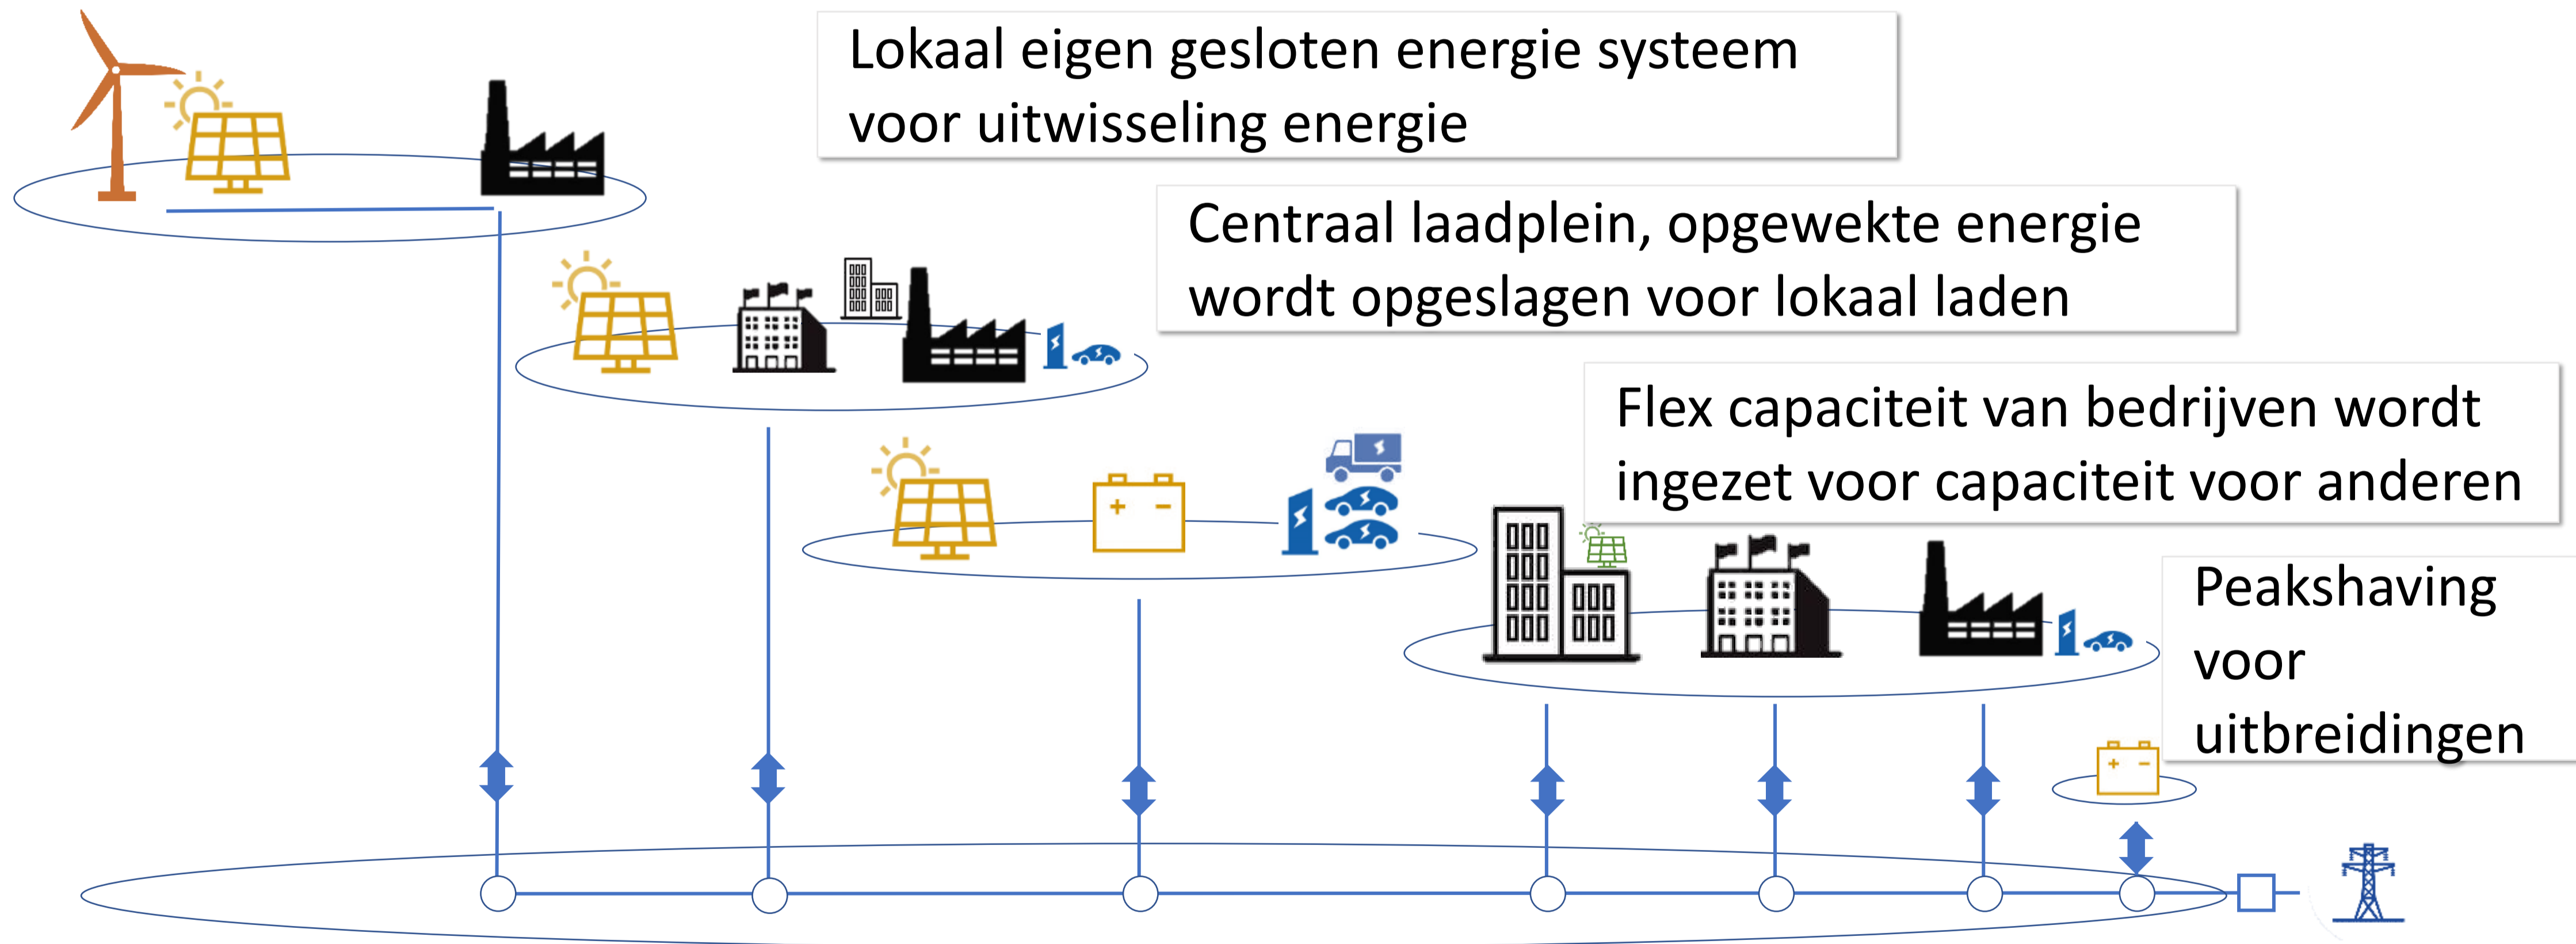 Lokaal eigen gesloten energie systeem
voor uitwisseling energie
Centraal laadplein, opgewekte energie
wordt opgeslagen voor lokaal laden
Flex capaciteit van bedrijven wordt
ingezet voor capaciteit voor anderen
Peakshaving
voor
uitbreidingen